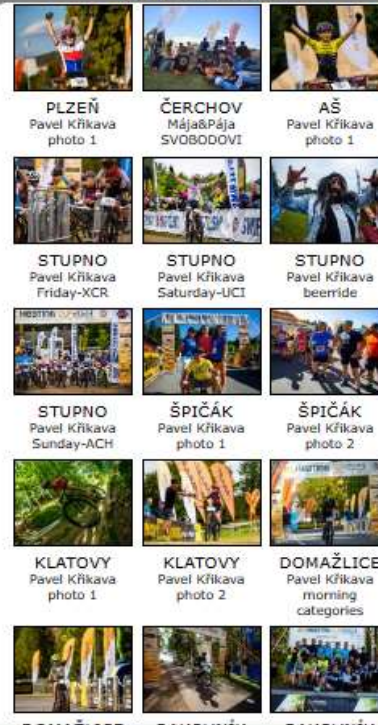 PLZEŇ
Pavel Křikava
photo 1
ČERCHOV
Mája&Pája
SVOBODOVI
AŠ
Pavel Křikava
photo 1
STUPNO
Pavel Křikava
Friday-XCR
STUPNO
Pavel Křikava
Saturday-UCI
STUPNO
Pavel Křikava
beerride
STUPNO
Pavel Křikava
Sunday-ACH
ŠPIČÁK
Pavel Křikava
photo 1
ŠPIČÁK
Pavel Křikava
photo 2
KLATOVY
Pavel Křikava
photo 1
KLATOVY
Pavel Křikava
photo 2
DOMAŽLICE
Pavel Křikava
morning
categories